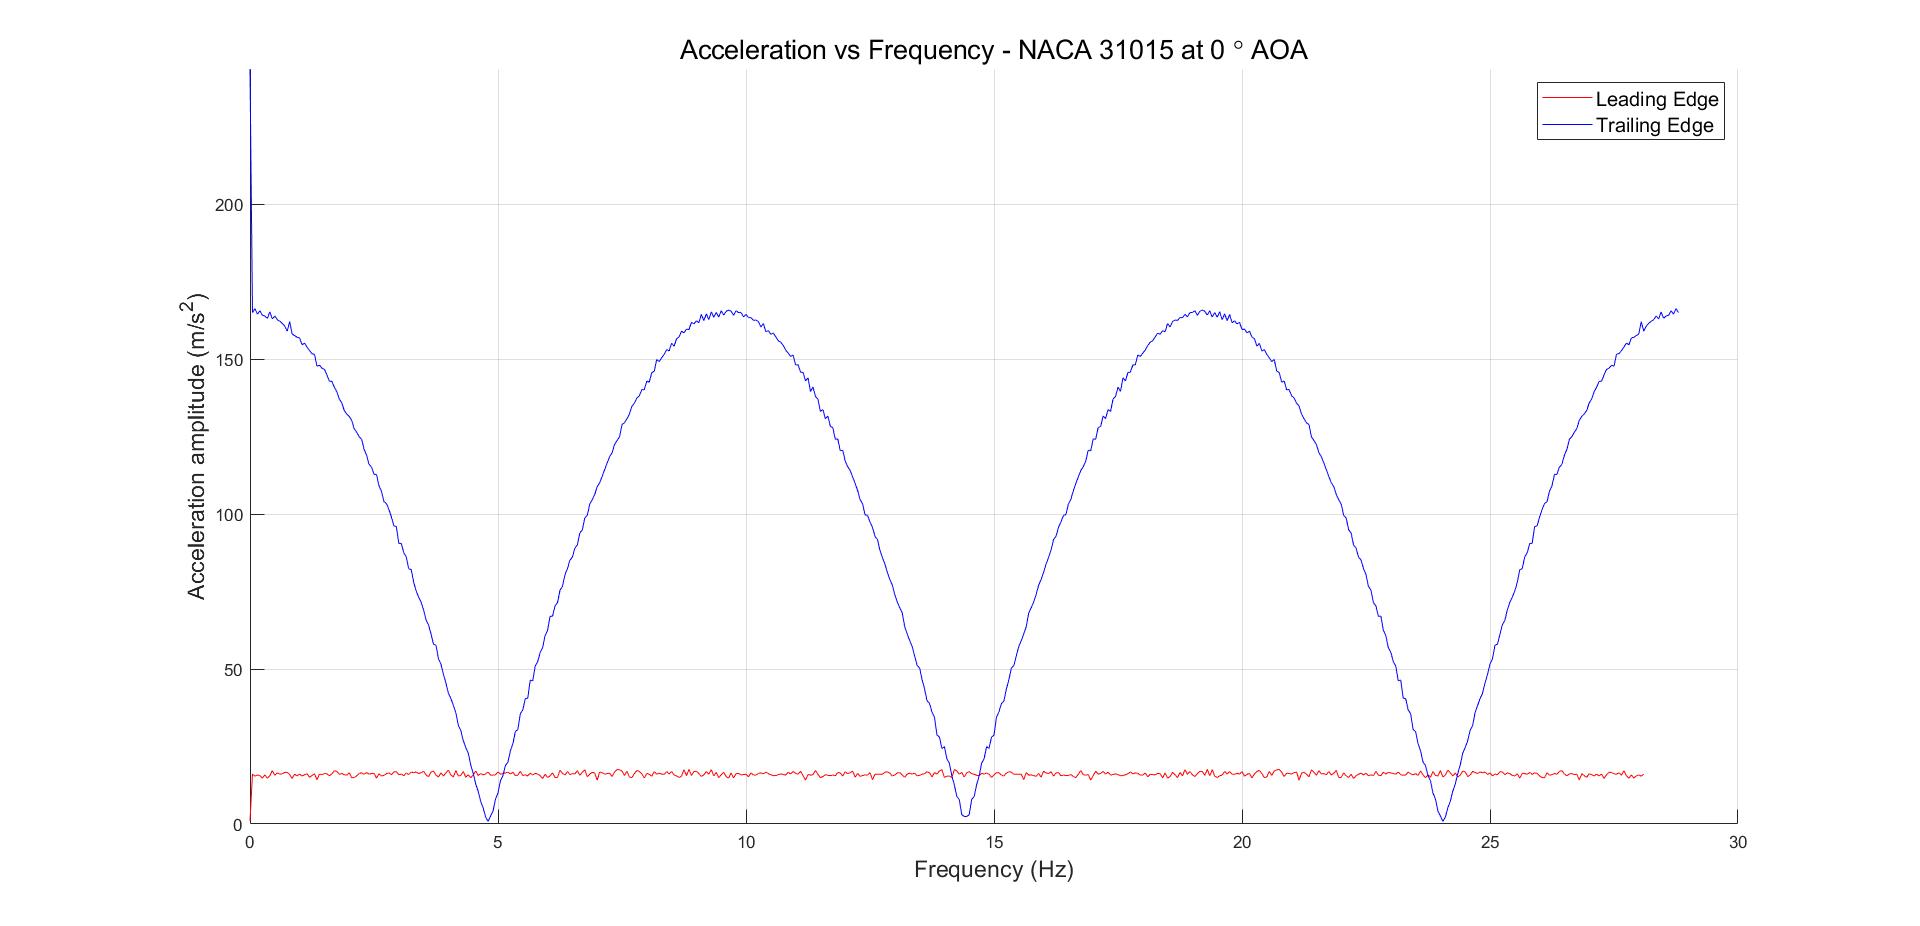 Acceleration vs Frequency - NACA 31015 at 0 ° AOA
Leading Edge
Trailing Edge
Acceleration amplitude (m/s²)
200
150
100
50
0
0 5 10 15 20 25 30
Frequency (Hz)